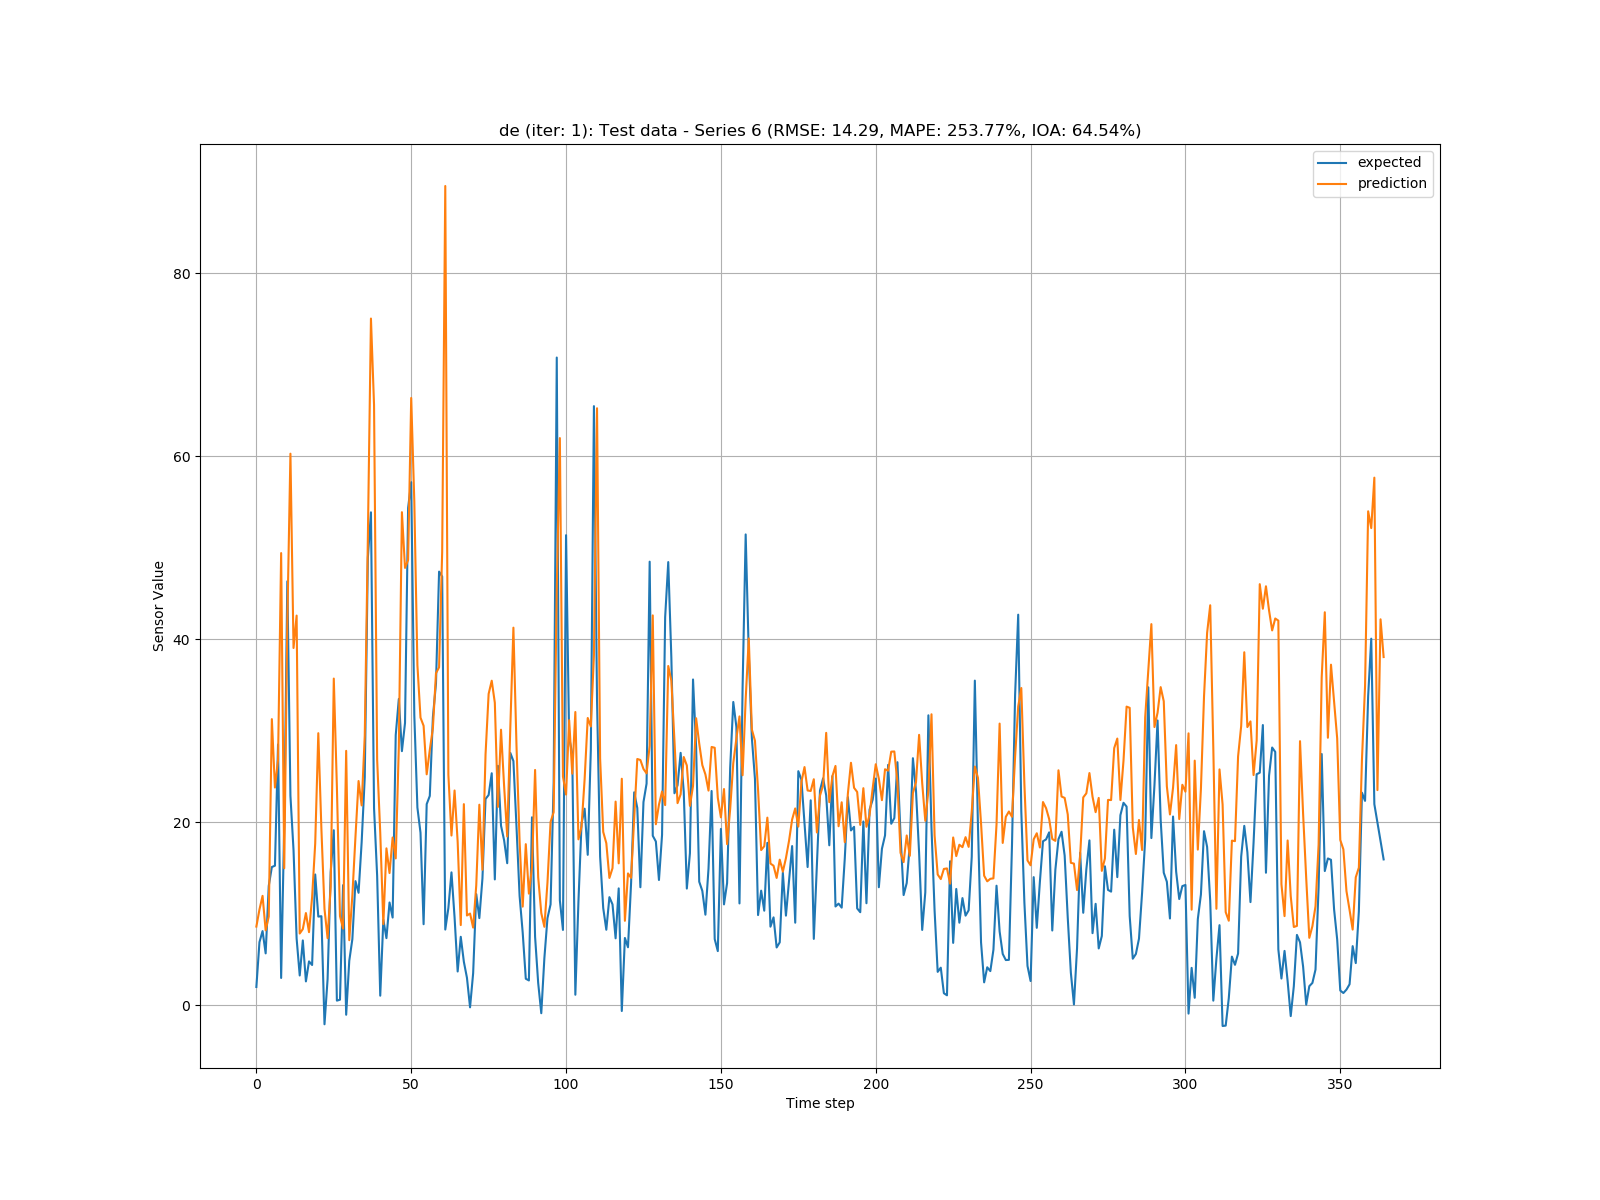 de (iter: 1): Test data - Series 6 (RMSE: 14.29, MAPE: 253.77%, IOA: 64.54%)
expected
prediction
80
60
40
20
0
Sensor Value
0 50 100 150 200 250 300 350
Time step